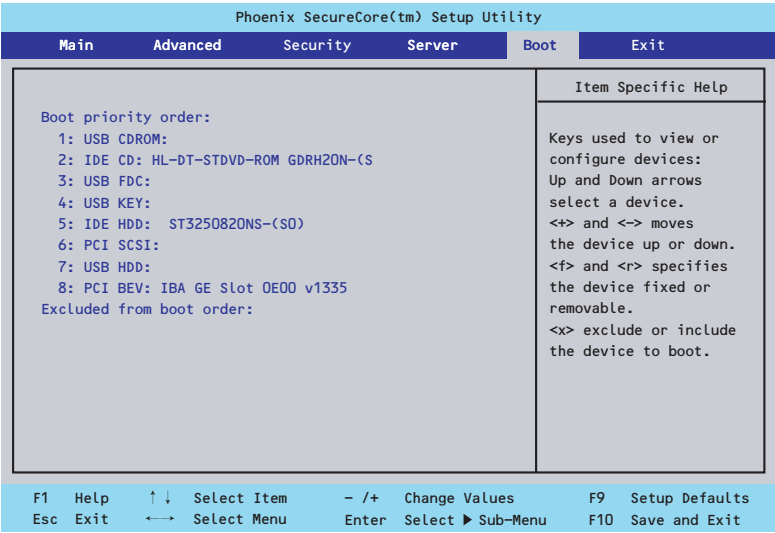 Phoenix SecureCore(tm) Setup Utility
Main Advanced Security Server Boot Exit
Boot priority order:
1: USB CDROM:
2: IDE CD: HL-DT-STDVD-ROM GDRH20N-(S
3: USB FDC:
4: USB KEY:
5: IDE HDD: ST3250820NS-(S0)
6: PCI SCSI:
7: USB HDD:
8: PCI BEV: IBA GE Slot 0E00 v1335
Excluded from boot order:
Item Specific Help
Keys used to view or
configure devices:
Up and Down arrows
select a device.
<+> and <-> moves
the device up or down.
<f> and <r> specifies
the device fixed or
removable.
<x> exclude or include
the device to boot.
F1 Help ↑↓ Select Item - /+ Change Values F9 Setup Defaults
Esc Exit ←→ Select Menu Enter Select ▶ Sub-Menu F10 Save and Exit